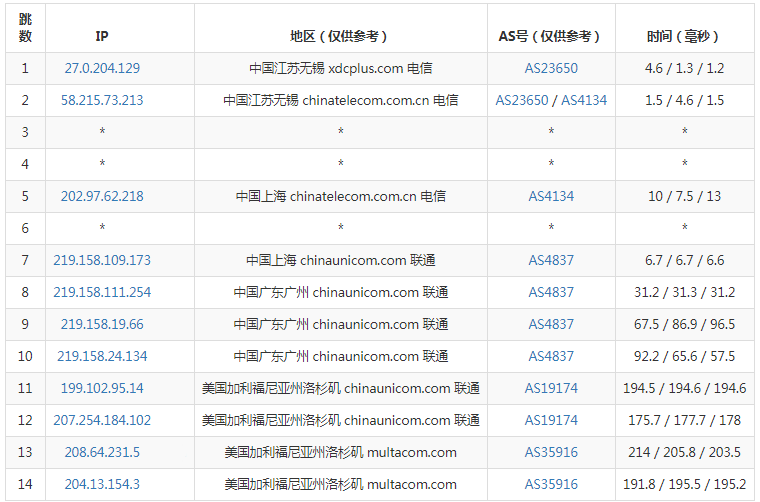 跳数 IP 地区（仅供参考） AS号（仅供参考） 时间（毫秒）
1 27.0.204.129 中国江苏无锡 xdcplus.com 电信 AS23650 4.6 / 1.3 / 1.2
2 58.215.73.213 中国江苏无锡 chinatelecom.com.cn 电信 AS23650 / AS4134 1.5 / 4.6 / 1.5
3 * * * *
4 * * * *
5 202.97.62.218 中国上海 chinatelecom.com.cn 电信 AS4134 10 / 7.5 / 13
6 * * * *
7 219.158.109.173 中国上海 chinaunicom.com 联通 AS4837 6.7 / 6.7 / 6.6
8 219.158.111.254 中国广东广州 chinaunicom.com 联通 AS4837 31.2 / 31.3 / 31.2
9 219.158.19.66 中国广东广州 chinaunicom.com 联通 AS4837 67.5 / 86.9 / 96.5
10 219.158.24.134 中国广东广州 chinaunicom.com 联通 AS4837 92.2 / 65.6 / 57.5
11 199.102.95.14 美国加利福尼亚州洛杉矶 chinaunicom.com 联通 AS19174 194.5 / 194.6 / 194.6
12 207.254.184.102 美国加利福尼亚州洛杉矶 chinaunicom.com 联通 AS19174 175.7 / 177.7 / 178
13 208.64.231.5 美国加利福尼亚州洛杉矶 multacom.com AS35916 214 / 205.8 / 203.5
14 204.13.154.3 美国加利福尼亚州洛杉矶 multacom.com AS35916 191.8 / 195.5 / 195.2